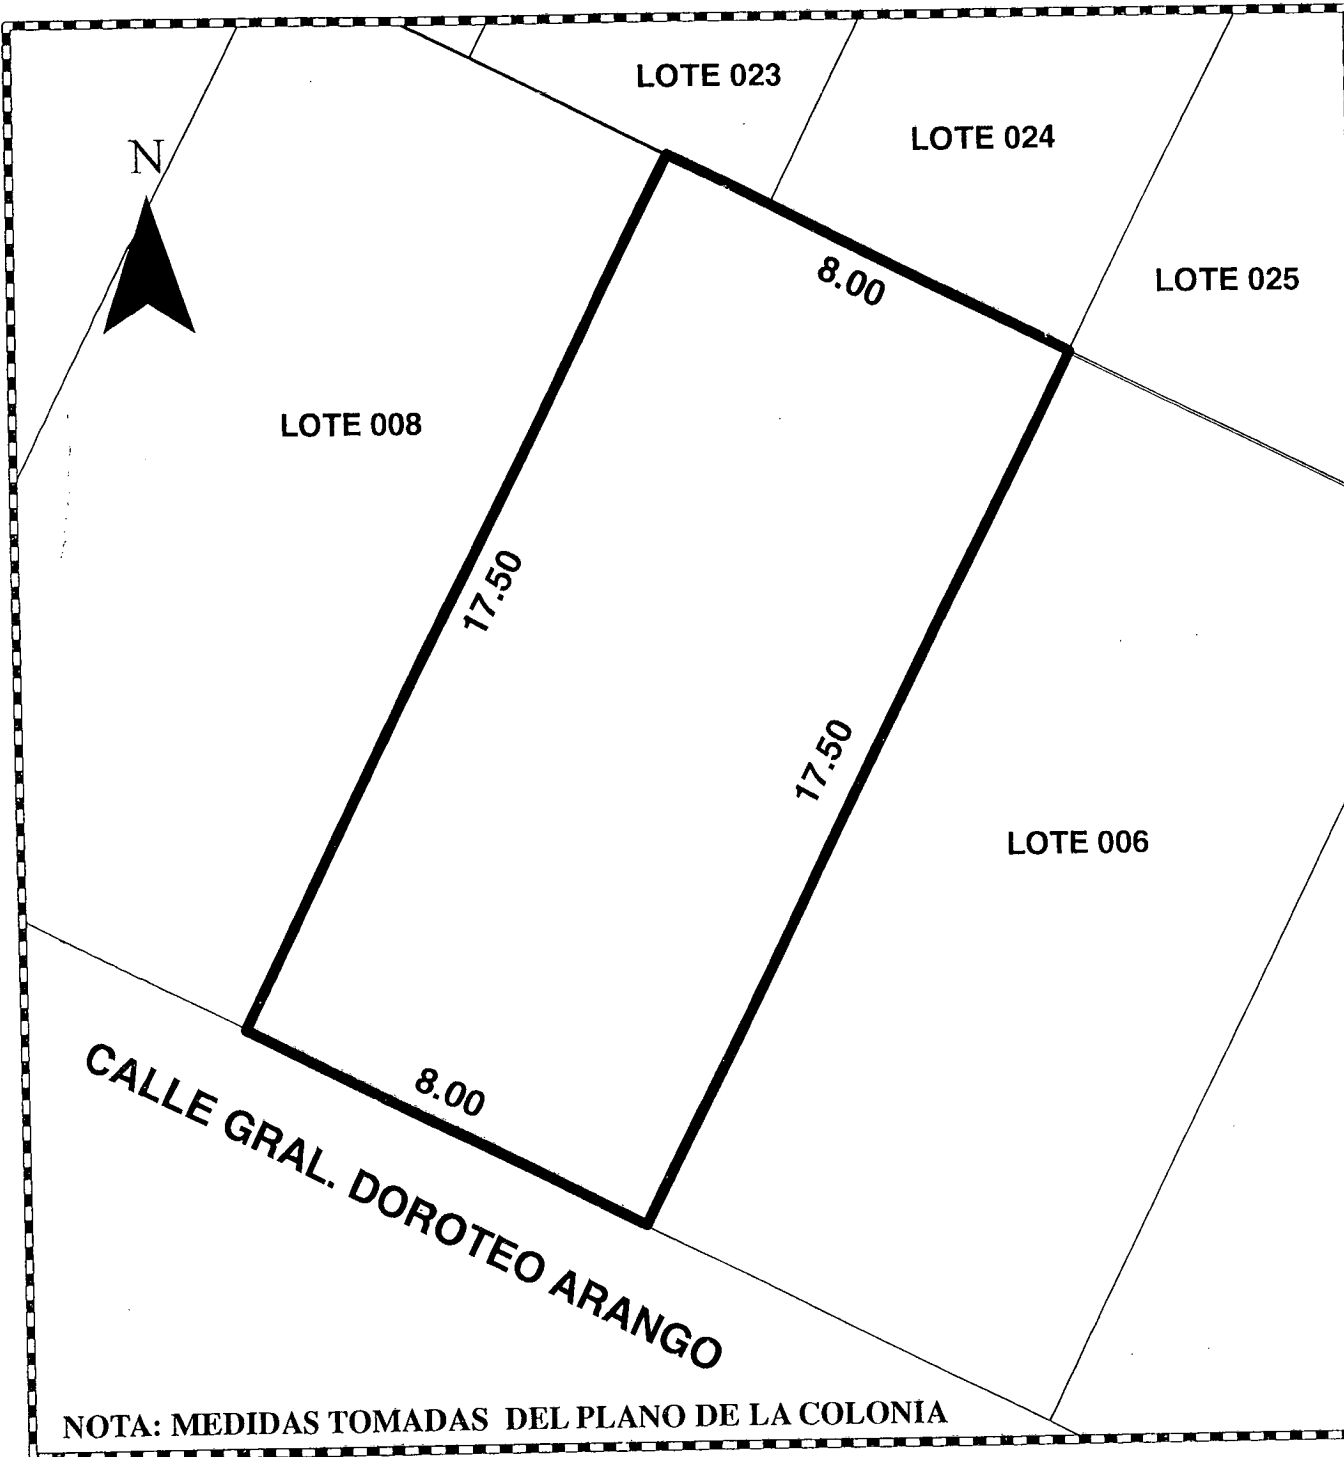 LOTE 023
LOTE 024
N
LOTE 025
8.00
LOTE 008
17.50
17.50
LOTE 006
8.00
CALLE GRAL. DOROTEO ARANGO
NOTA: MEDIDAS TOMADAS DEL PLANO DE LA COLONIA